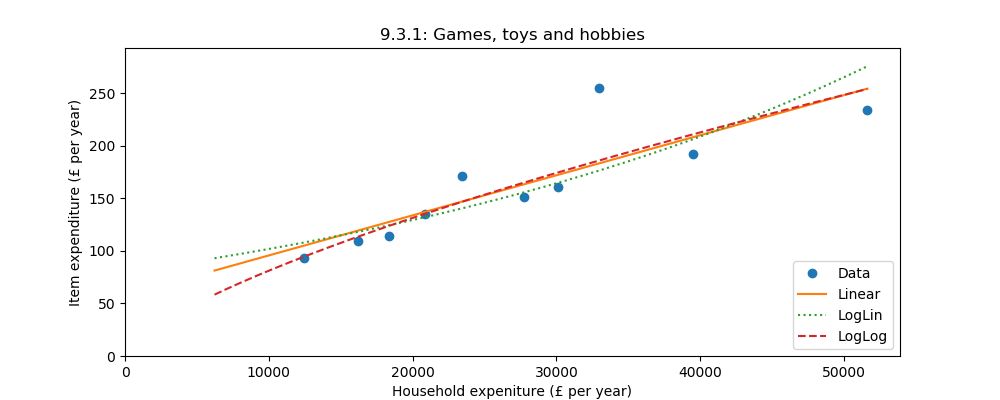 9.3.1: Games, toys and hobbies
Item expenditure (£ per year)
250
200
150
100
50
0
0 10000 20000 30000 40000 50000
Household expeniture (£ per year)
Data
Linear
LogLin
LogLog